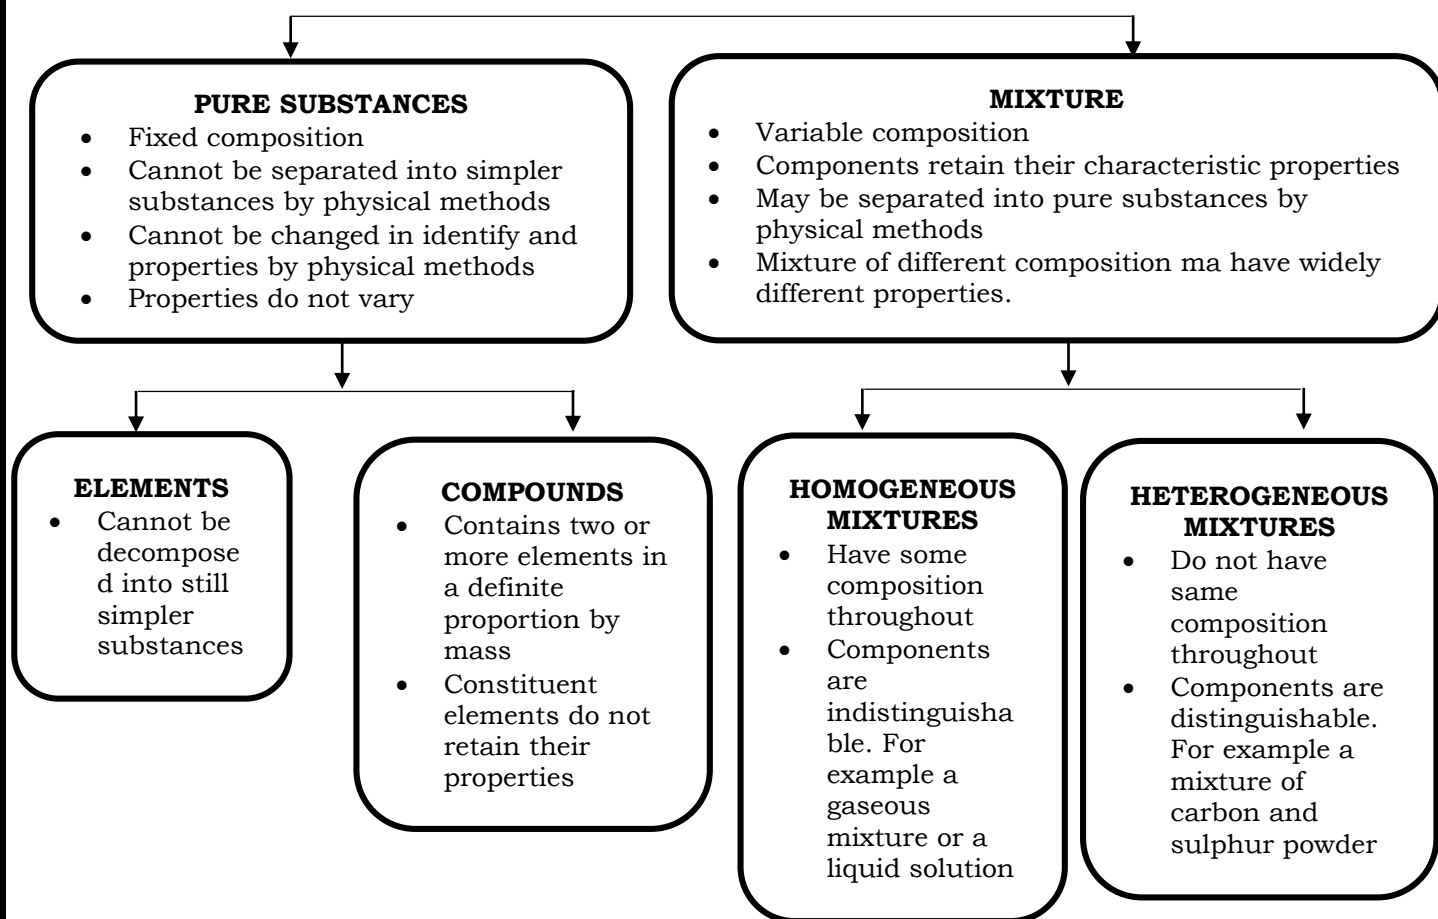 PURE SUBSTANCES
• Fixed composition
• Cannot be separated into simpler
substances by physical methods
• Cannot be changed in identify and
properties by physical methods
• Properties do not vary
MIXTURE
• Variable composition
• Components retain their characteristic properties
• May be separated into pure substances by
physical methods
• Mixture of different composition ma have widely
different properties.
ELEMENTS
• Cannot be
decompose
d into still
simpler
substances
COMPOUNDS
• Contains two or
more elements in
a definite
proportion by
mass
• Constituent
elements do not
retain their
properties
HOMOGENEOUS
MIXTURES
• Have some
composition
throughout
• Components
are
indistinguisha
ble. For
example a
gaseous
mixture or a
liquid solution
HETEROGENEOUS
MIXTURES
• Do not have
same
composition
throughout
• Components are
distinguishable.
For example a
mixture of
carbon and
sulphur powder